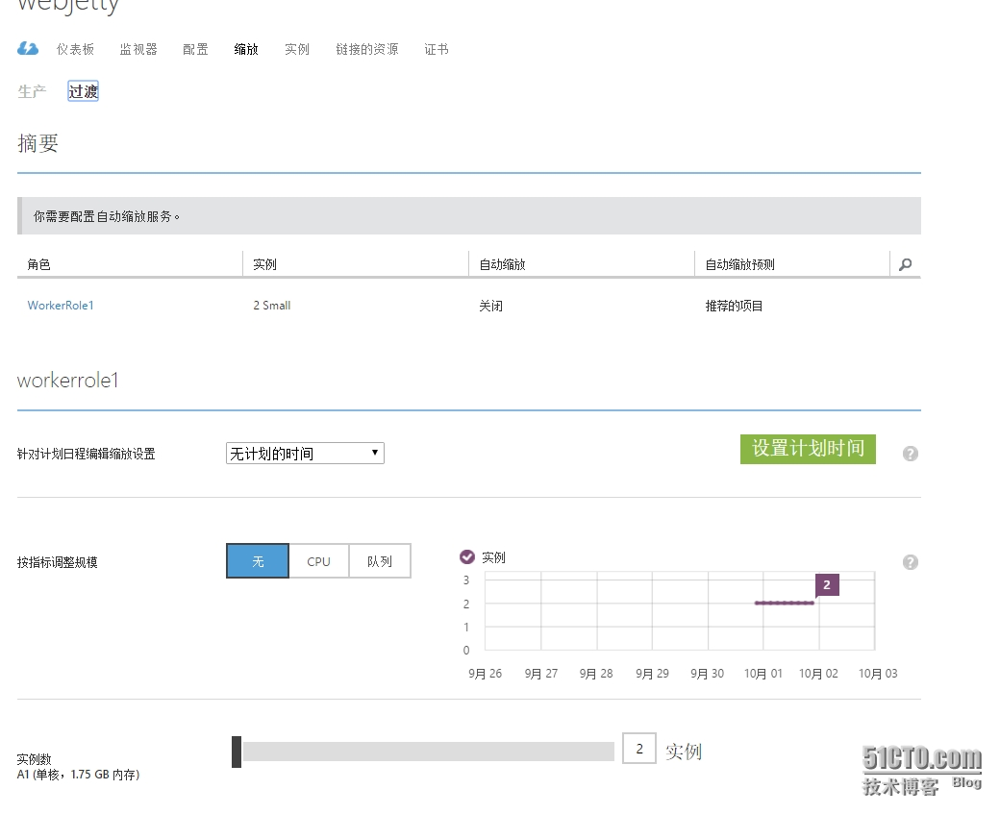 webjetty
仪表板 监视器 配置 缩放 实例 链接的资源 证书
生产 过渡
摘要
你需要配置自动缩放服务。
角色 实例 自动缩放 自动缩放预测
WorkerRole1 2 Small 关闭 推荐的项目
workerrole1
针对计划日程编辑缩放设置 无计划的时间 设置计划时间 ?
按指标调整规模 无 CPU 队列 实例 ?
3
2
2
1
0
9月 26 9月 27 9月 28 9月 29 9月 30 10月 01 10月 02 10月 03
实例数 2 实例
A1 (单核，1.75 GB 内存)
51CTO.com
技术博客 Blog